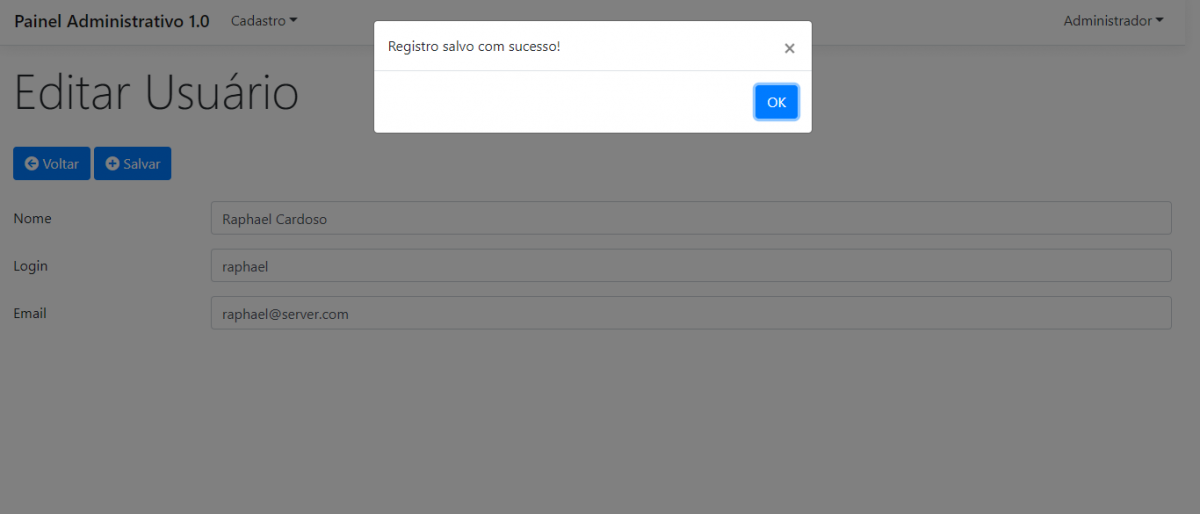 Painel Administrativo 1.0 Cadastro Administrador
Registro salvo com sucesso! ×
OK
Editar Usuário
Voltar Salvar
Nome Raphael Cardoso
Login raphael
Email raphael@server.com